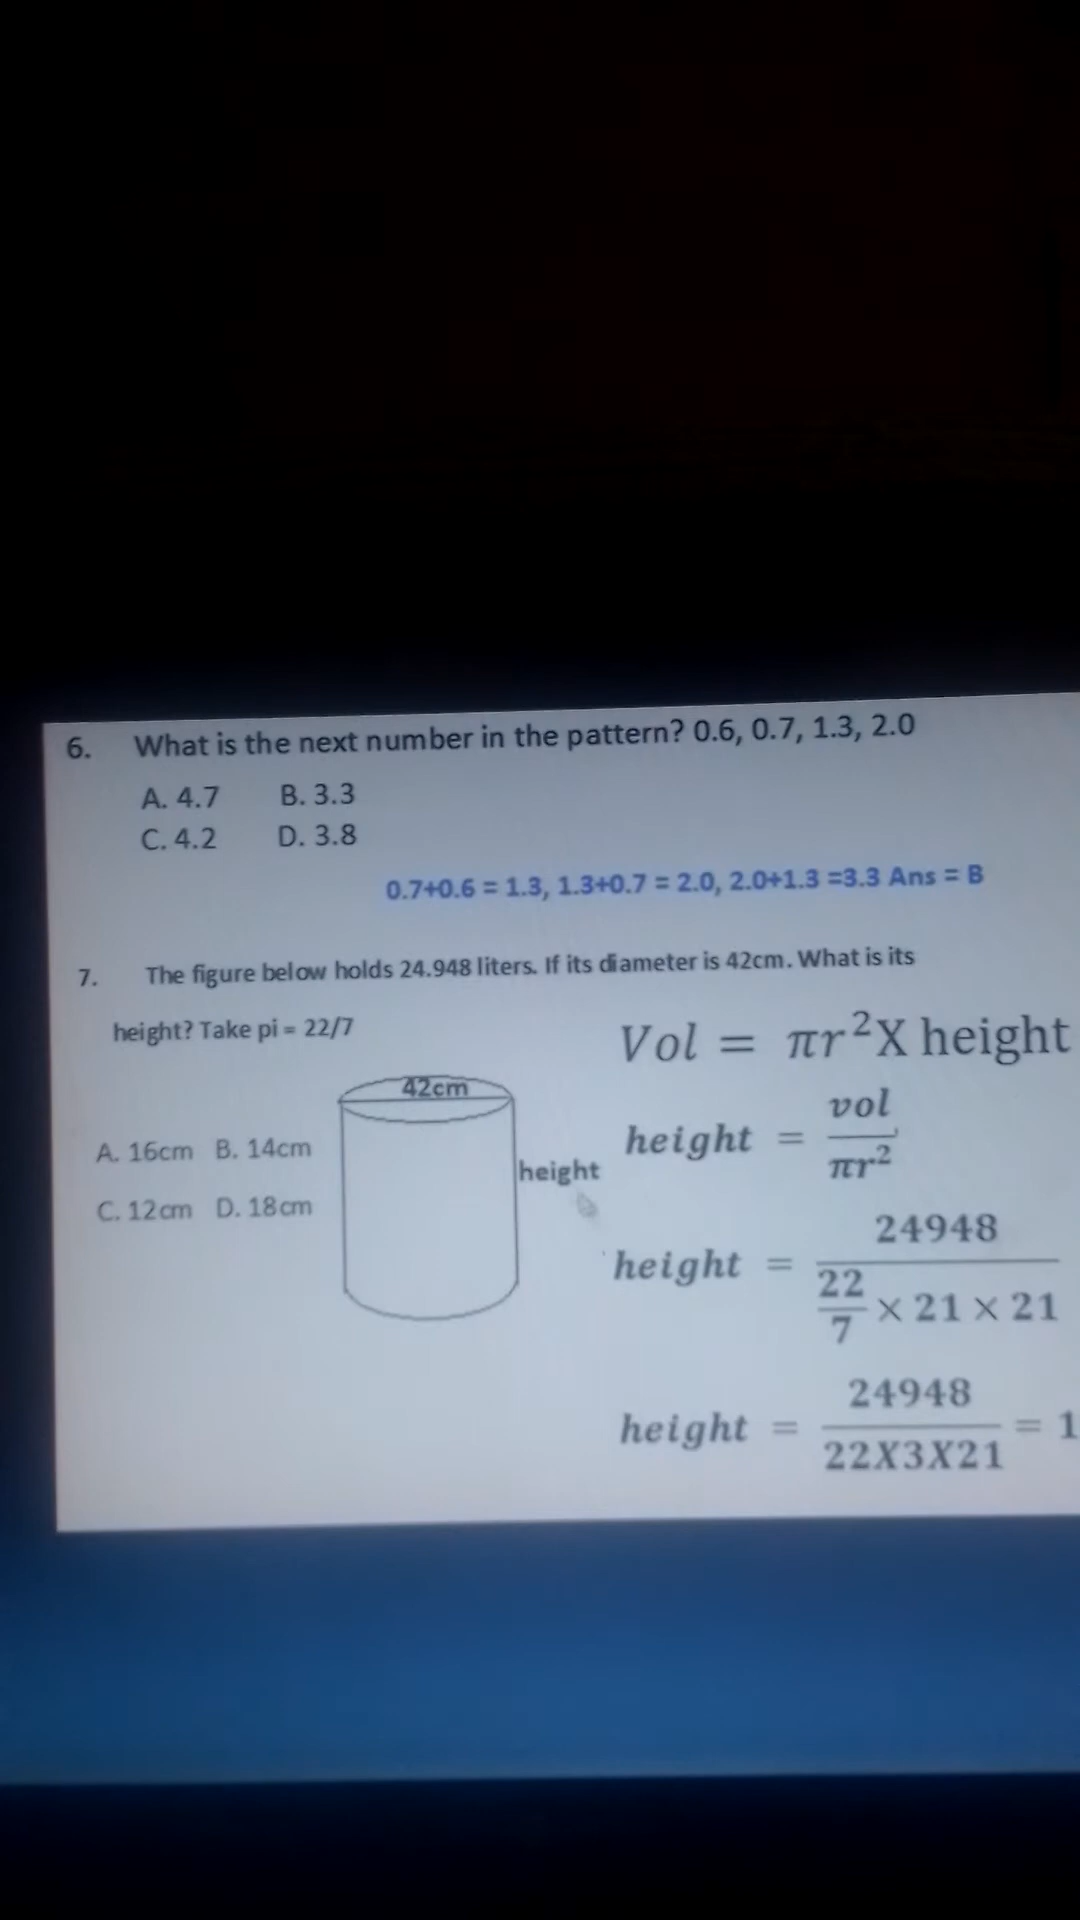 6. What is the next number in the pattern? 0.6, 0.7, 1.3, 2.0
A. 4.7 B. 3.3
C. 4.2 D. 3.8
0.7+0.6 = 1.3, 1.3+0.7 = 2.0, 2.0+1.3 =3.3 Ans = B
7. The figure below holds 24.948 liters. If its diameter is 42cm. What is its
height? Take pi = 22/7
Vol = πr²X height
42cm
height = vol/πr²
A. 16cm B. 14cm
height
C. 12cm D. 18cm
height = 24948/(22/7 × 21 × 21)
height = 24948/22X3X21 = 1